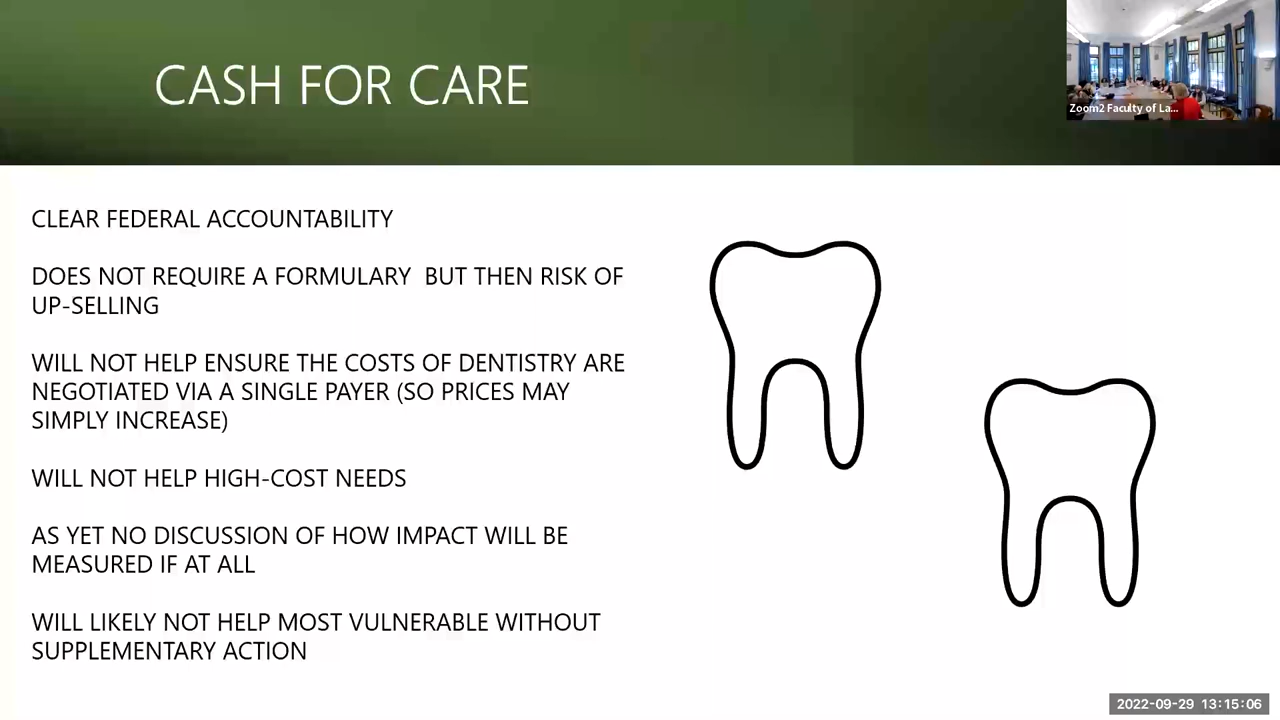 CASH FOR CARE
Zoom2 Faculty of La...
CLEAR FEDERAL ACCOUNTABILITY
DOES NOT REQUIRE A FORMULARY BUT THEN RISK OF
UP-SELLING
WILL NOT HELP ENSURE THE COSTS OF DENTISTRY ARE
NEGOTIATED VIA A SINGLE PAYER (SO PRICES MAY
SIMPLY INCREASE)
WILL NOT HELP HIGH-COST NEEDS
AS YET NO DISCUSSION OF HOW IMPACT WILL BE
MEASURED IF AT ALL
WILL LIKELY NOT HELP MOST VULNERABLE WITHOUT
SUPPLEMENTARY ACTION
2022-09-29 13:15:06